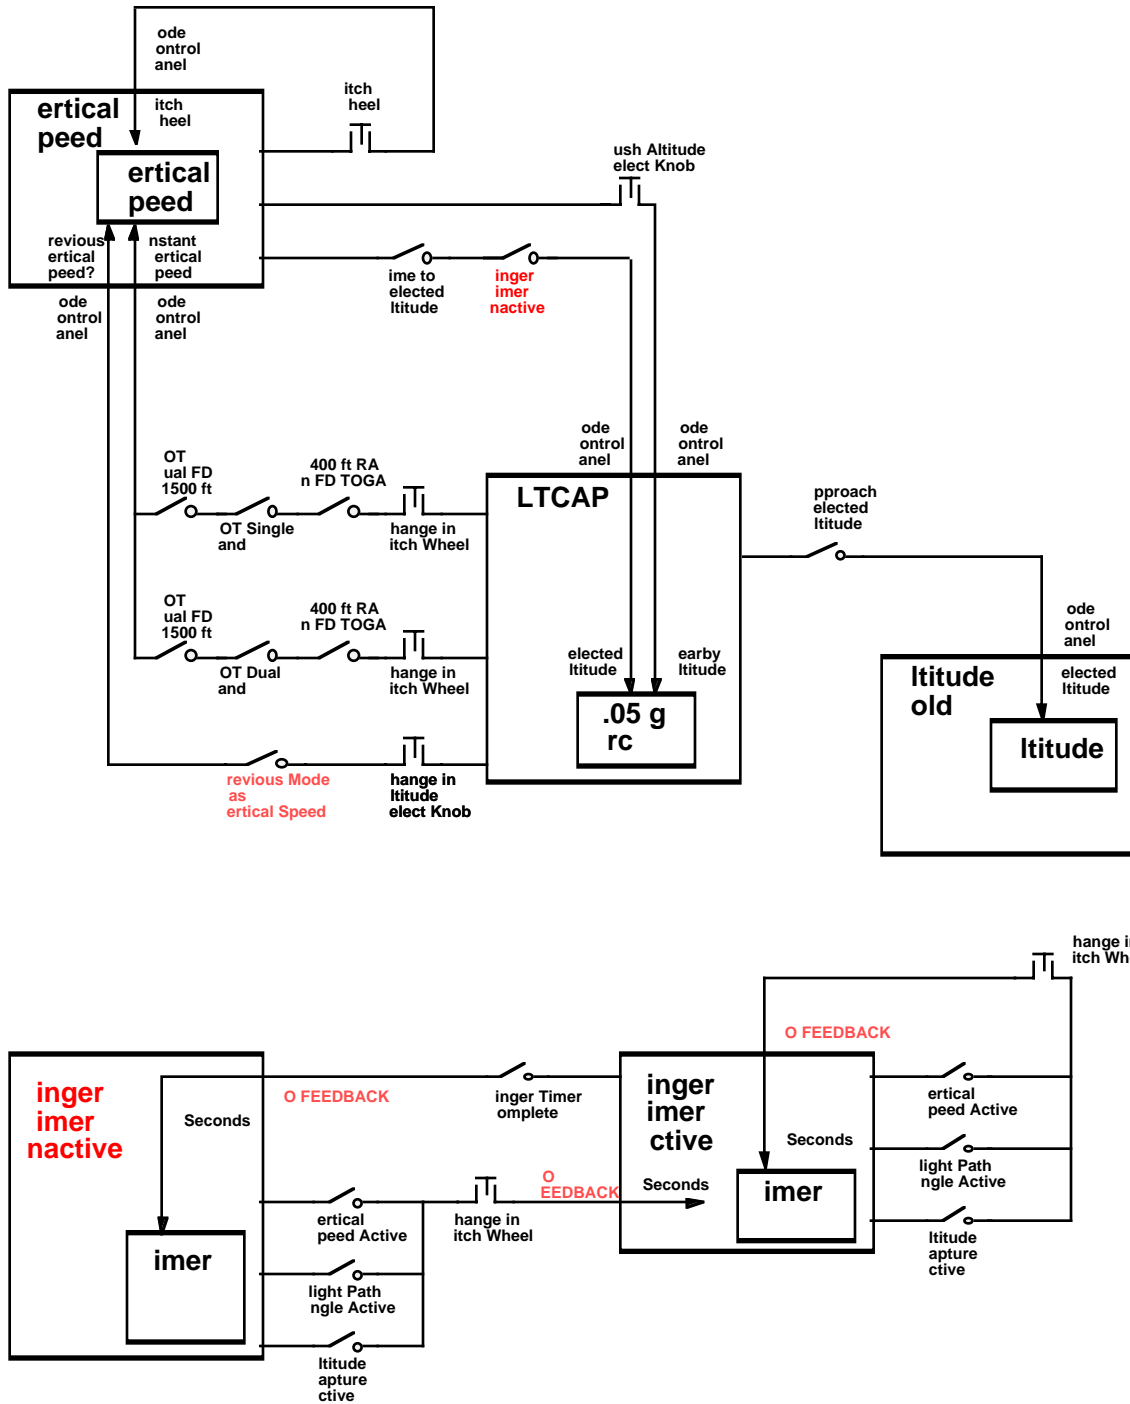 ode
ontrol
anel
ertical
peed
itch
heel
ertical
peed
itch
heel
ush Altitude
elect Knob
revious
ertical
peed?
nstant
ertical
peed
ode
ontrol
anel
ode
ontrol
anel
ime to
elected
ltitude
inger
imer
nactive
ode
ontrol
anel
ode
ontrol
anel
OT
ual FD
1500 ft
400 ft RA
n FD TOGA
OT Single
and
hange in
itch Wheel
LTCAP
pproach
elected
ltitude
OT
ual FD
1500 ft
400 ft RA
n FD TOGA
OT Dual
and
hange in
itch Wheel
elected
ltitude
earby
ltitude
.05 g
rc
ode
ontrol
anel
ltitude
old
elected
ltitude
ltitude
revious Mode
as
ertical Speed
hange in
ltitude
elect Knob
hange i
itch Wh
O FEEDBACK
inger
imer
nactive
Seconds
O FEEDBACK
inger Timer
omplete
inger
imer
ctive
Seconds
ertical
peed Active
light Path
ngle Active
ltitude
apture
ctive
imer
O
EEDBACK
Seconds
imer
ertical
peed Active
hange in
itch Wheel
light Path
ngle Active
ltitude
apture
ctive